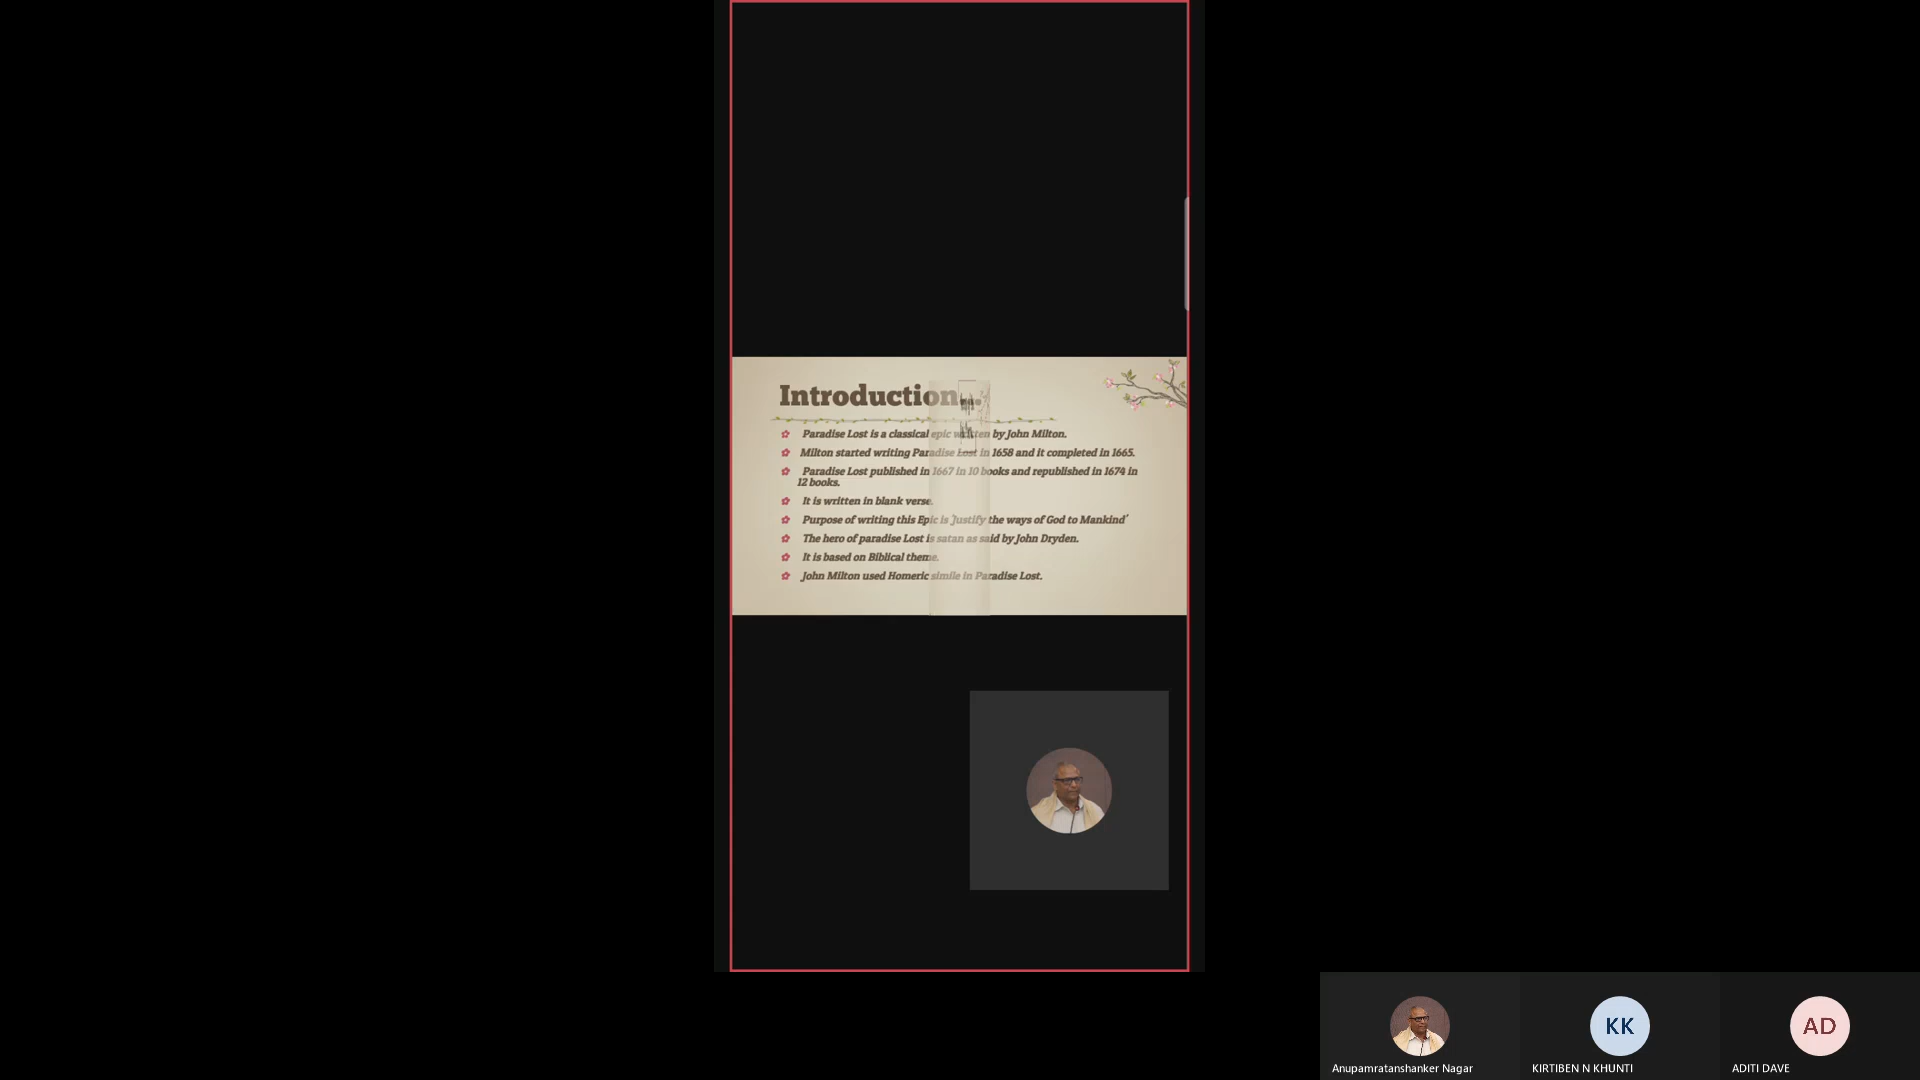 Introduction...
Paradise Lost is a classical epic written by John Milton.
Milton started writing Paradise Lost in 1658 and it completed in 1665.
Paradise Lost published in 1667 in 10 books and republished in 1674 in
12 books.
It is written in blank verse.
Purpose of writing this Epic is 'Justify the ways of God to Mankind'
The hero of paradise Lost is satan as said by John Dryden.
It is based on Biblical theme.
John Milton used Homeric simile in Paradise Lost.
KK
AD
Anupamratanshanker Nagar
KIRTIBEN N KHUNTI
ADITI DAVE